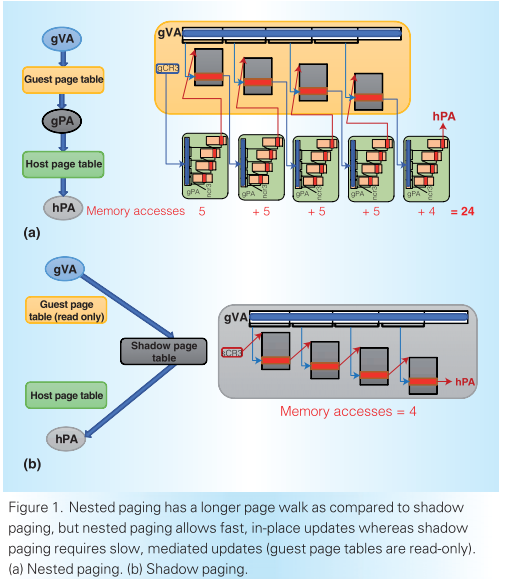 gVA
Guest page table
gPA
Host page table
hPA
(a)
gVA
gCR3
hPA
gPA
gPA
gPA
gPA
gPA
Memory accesses 5 + 5 + 5 + 5 + 4 = 24
gVA
Guest page
table (read only)
Shadow page
table
Host page table
hPA
(b)
gVA
sCR3
hPA
Memory accesses = 4
Figure 1. Nested paging has a longer page walk as compared to shadow
paging, but nested paging allows fast, in-place updates whereas shadow
paging requires slow, mediated updates (guest page tables are read-only).
(a) Nested paging. (b) Shadow paging.